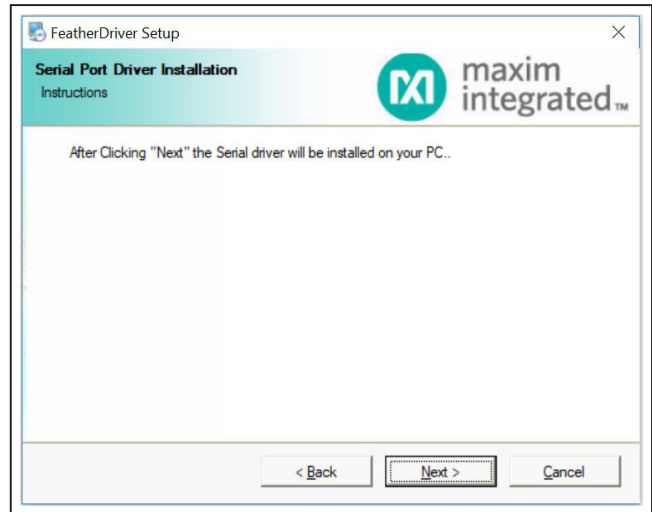 FeatherDriver Setup
Serial Port Driver Installation
Instructions
maxim
integrated™
After Clicking "Next" the Serial driver will be installed on your PC..
< Back
Next >
Cancel